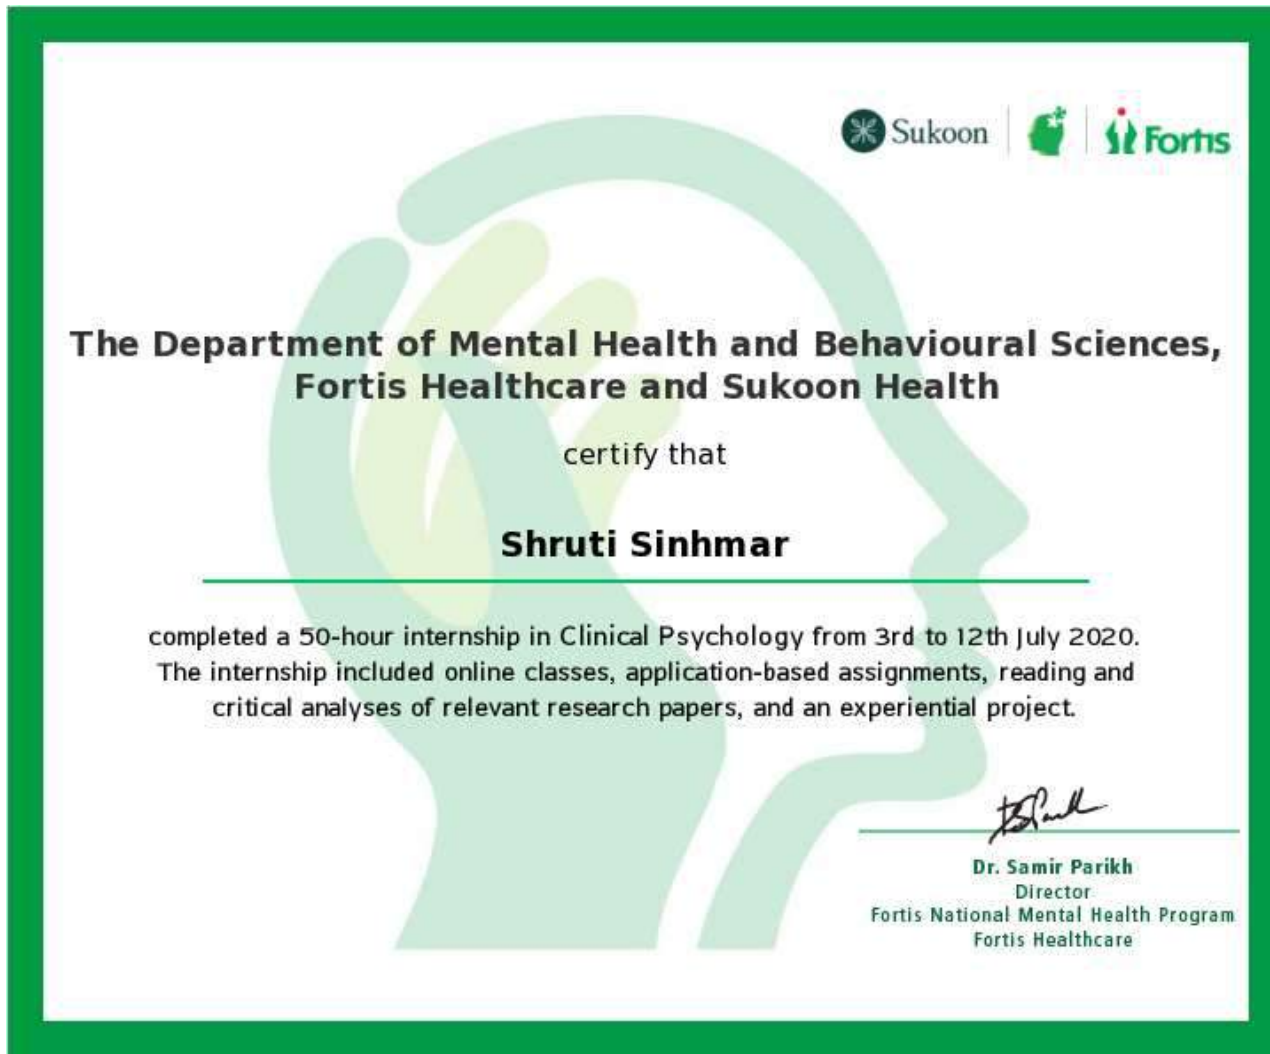 Sukoon
Fortis
The Department of Mental Health and Behavioural Sciences,
Fortis Healthcare and Sukoon Health
certify that
Shruti Sinhmar
completed a 50-hour internship in Clinical Psychology from 3rd to 12th July 2020.
The internship included online classes, application-based assignments, reading and
critical analyses of relevant research papers, and an experiential project.
Dr. Samir Parikh
Director
Fortis National Mental Health Program
Fortis Healthcare